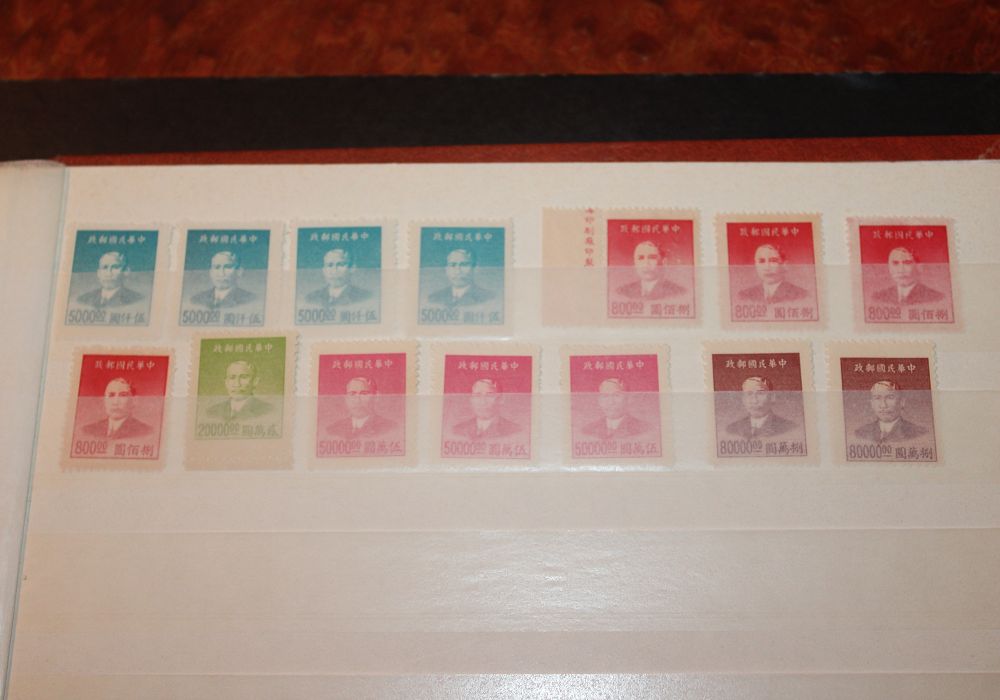 中華民國郵政
5000.00 伍仟圓
中華民國郵政
5000.00 伍仟圓
中華民國郵政
5000.00 伍仟圓
中華民國郵政
5000.00 伍仟圓
印刷廠印製
中華民國郵政
800.00 捌佰圓
中華民國郵政
800.00 捌佰圓
中華民國郵政
800.00 捌佰圓
中華民國郵政
800.00 捌佰圓
中華民國郵政
20000.00 貳萬圓
中華民國郵政
50000.00 伍萬圓
中華民國郵政
50000.00 伍萬圓
中華民國郵政
50000.00 伍萬圓
中華民國郵政
80000.00 捌萬圓
中華民國郵政
80000.00 捌萬圓